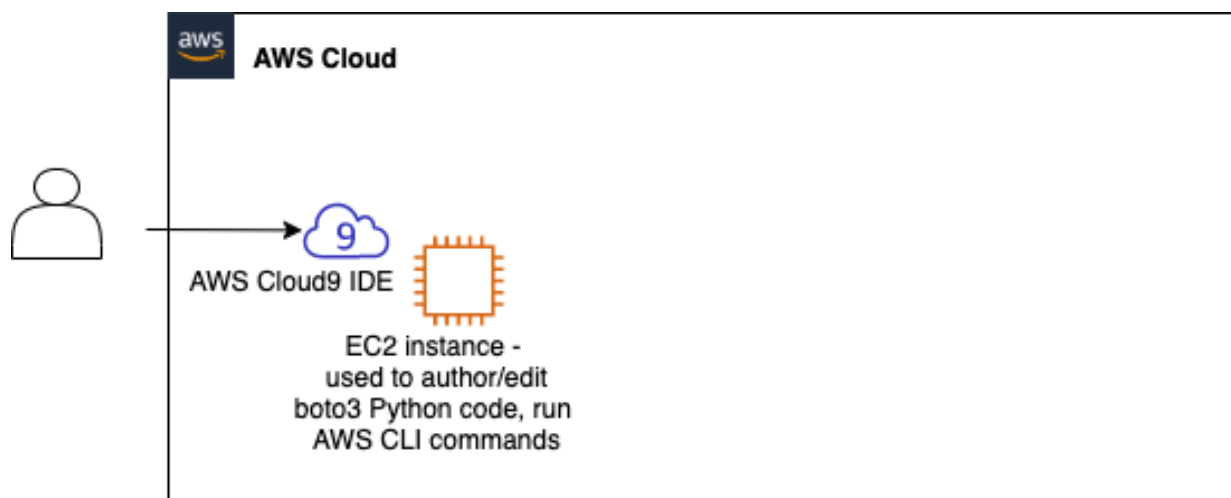 aws
AWS Cloud
9
AWS Cloud9 IDE
EC2 instance -
used to author/edit
boto3 Python code, run
AWS CLI commands